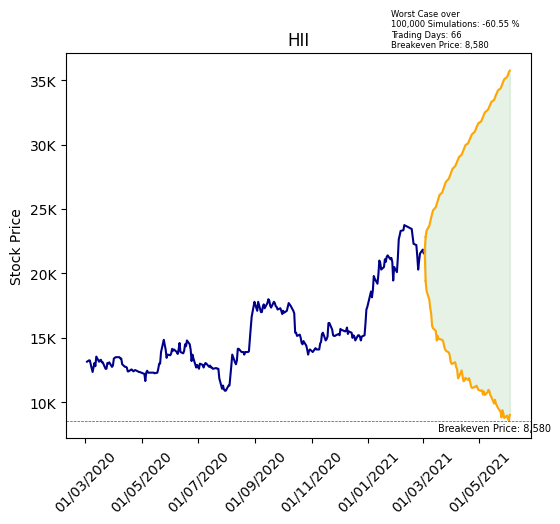 Worst Case over
100,000 Simulations: -60.55 %
Trading Days: 66
Breakeven Price: 8,580
HII
Stock Price
35K
30K
25K
20K
15K
10K
Breakeven Price: 8,580
01/03/2020
01/05/2020
01/07/2020
01/09/2020
01/11/2020
01/01/2021
01/03/2021
01/05/2021